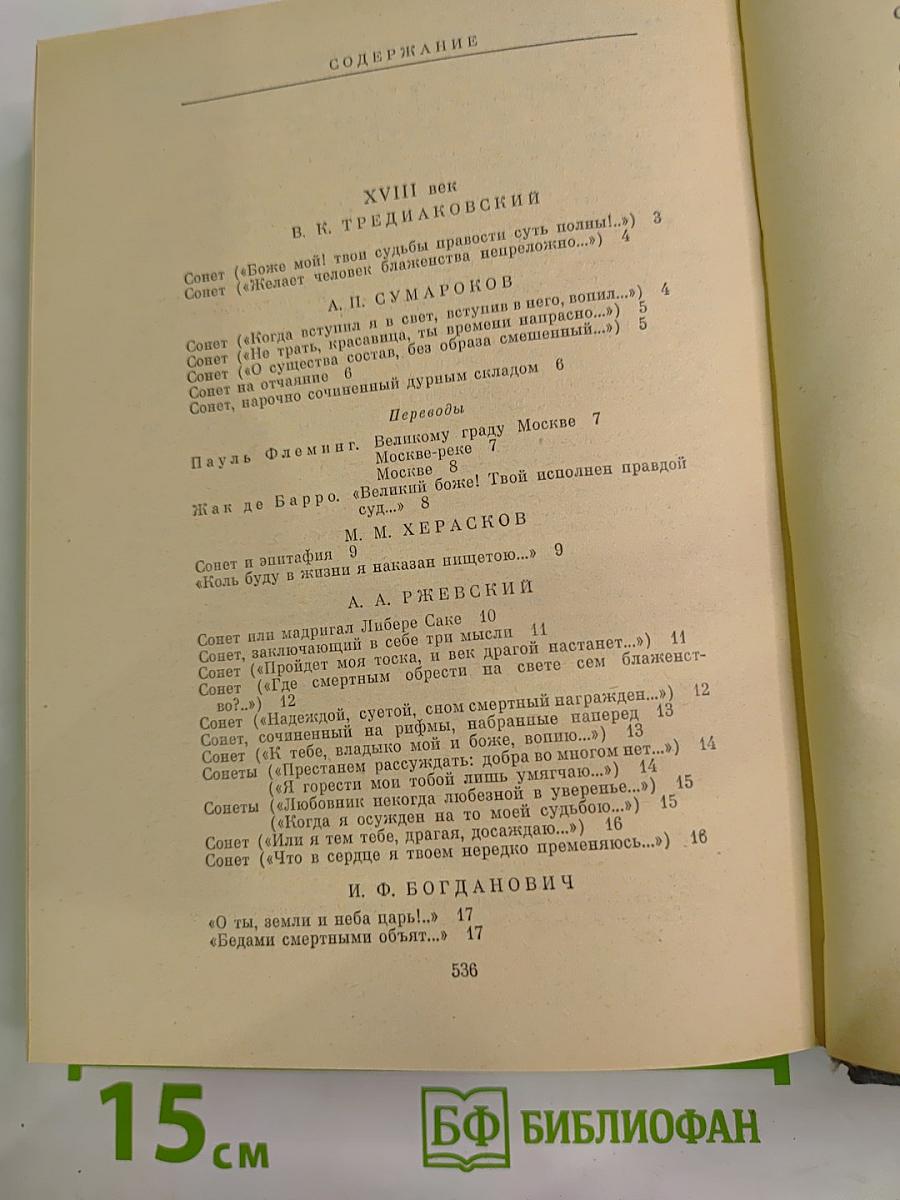 СОДЕРЖАНИЕ
XVIII век
В. К. ТРЕДИАКОВСКИЙ
Сонет («Боже мой! твои судьбы правости суть полны!..») 3
Сонет («Желает человек блаженства непреложно...») 4
А. П. СУМАРОКОВ
Сонет («Когда вступил я в свет, вступив в него, вопил...») 4
Сонет («Не трать, красавица, ты времени напрасно...») 5
Сонет («О существа состав, без образа смешенный...») 5
Сонет на отчаяние 6
Сонет, нарочно сочиненный дурным складом 6
Переводы
Пауль Флеминг. Великому граду Москве 7
Москве-реке 7
Москве 8
Жак де Барро. «Великий боже! Твой исполнен правдой
суд...» 8
М. М. ХЕРАСКОВ
Сонет и эпитафия 9
«Коль буду в жизни я наказан нищетою...» 9
А. А. РЖЕВСКИЙ
Сонет или мадригал Либере Саке 10
Сонет, заключающий в себе три мысли 11
Сонет («Пройдет моя тоска, и век драгой настанет...») 11
Сонет («Где смертным обрести на свете сем блаженст-
во?..») 12
Сонет («Надеждой, суетой, сном смертный награжден...») 12
Сонет, сочиненный на рифмы, набранные наперед 13
Сонет («К тебе, владыко мой и боже, вопию...») 13
Сонеты («Престанем рассуждать: добра во многом нет...») 14
(«Я горести мои тобой лишь умягчаю...») 14
Сонеты («Любовник некогда любезной в уверенье...») 15
(«Когда я осужден на то моей судьбою...») 15
Сонет («Или я тем тебе, драгая, досаждаю...») 16
Сонет («Что в сердце я твоем нередко пременяюсь...») 16
И. Ф. БОГДАНОВИЧ
«О ты, земли и неба царь!..» 17
«Бедами смертными объят...» 17
536
15 см
БФ БИБЛИОФАН